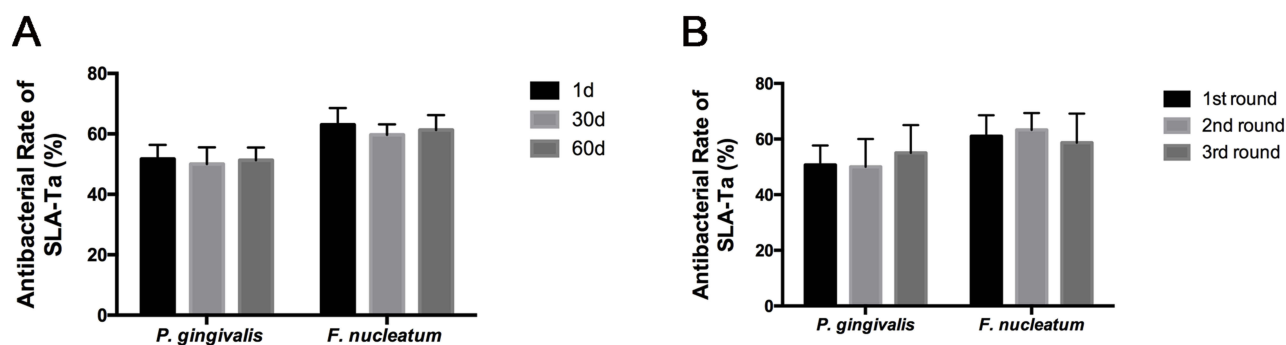 A
Antibacterial Rate of
SLA-Ta (%)
80
60
40
20
0
P. gingivalis
F. nucleatum
1d
30d
60d
B
Antibacterial Rate of
SLA-Ta (%)
80
60
40
20
0
P. gingivalis
F. nucleatum
1st round
2nd round
3rd round